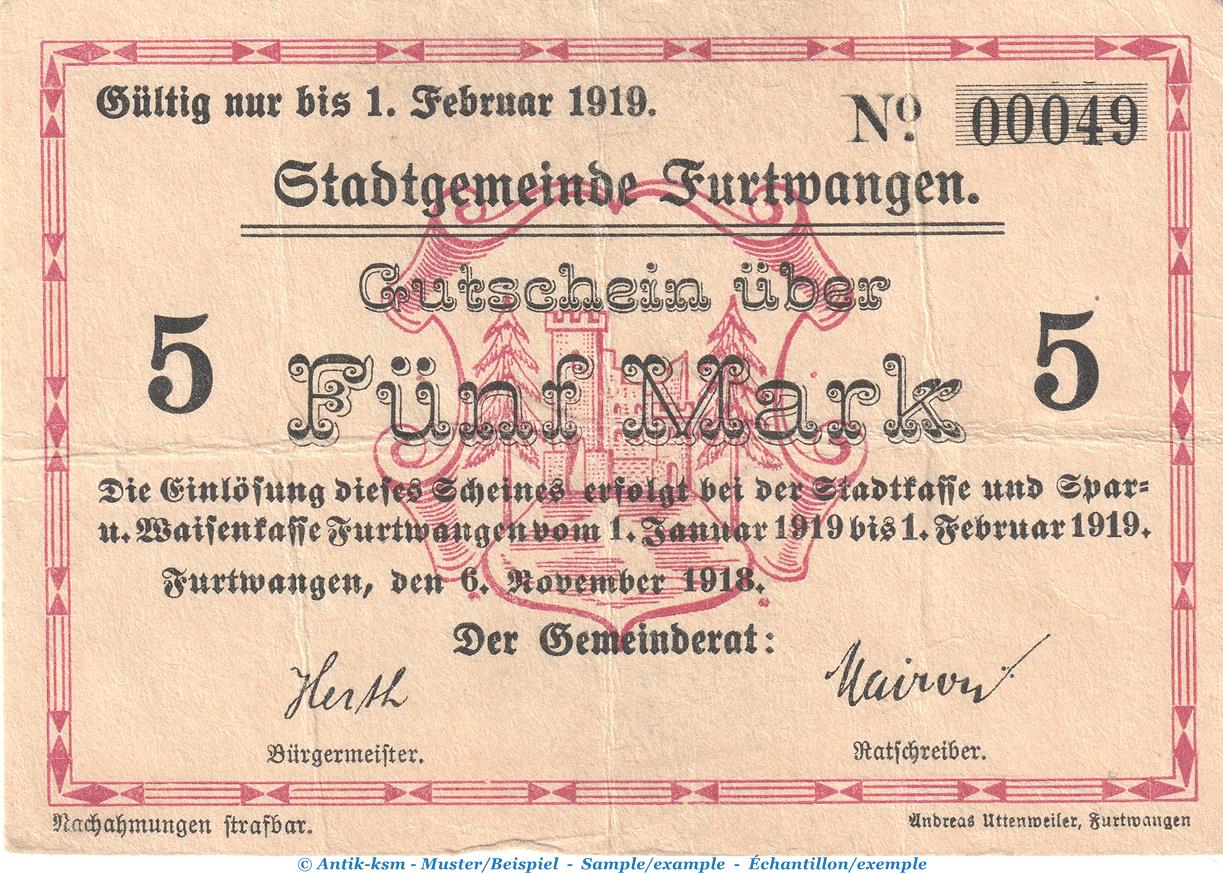 Gültig nur bis 1. Februar 1919.
No 00049
Stadtgemeinde Furtwangen.
Gutschein über
5 Fünf Mark 5
Die Einlösung dieses Scheines erfolgt bei der Stadtkasse und Spar=
u. Waisenkasse Furtwangen vom 1. Januar 1919 bis 1. Februar 1919.
Furtwangen, den 6. November 1918.
Der Gemeinderat:
Herth
Bürgermeister.
Ratschreiber.
Nachahmungen strafbar.
Andreas Uttenweiler, Furtwangen
© Antik-ksm - Muster/Beispiel - Sample/example - Échantillon/exemple